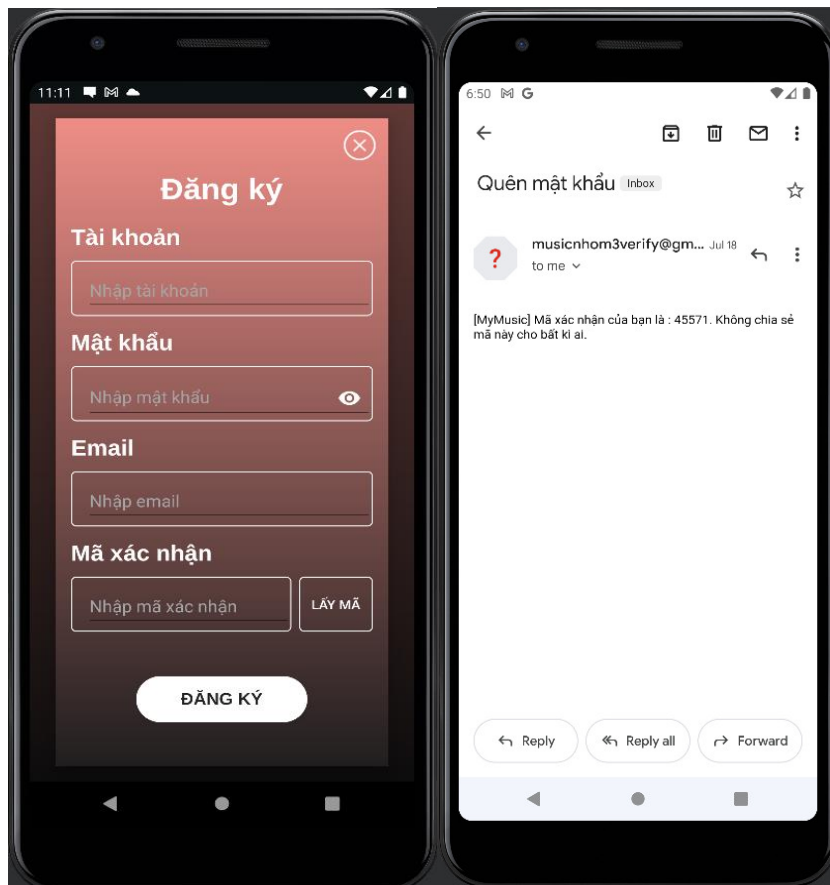 11:11
Đăng ký
Tài khoản
Nhập tài khoản
Mật khẩu
Nhập mật khẩu
Email
Nhập email
Mã xác nhận
Nhập mã xác nhận
LẤY MÃ
ĐĂNG KÝ
6:50 G
Quên mật khẩu Inbox
musicnhom3verify@gm... Jul 18
? to me
[MyMusic] Mã xác nhận của bạn là : 45571. Không chia sẻ
mã này cho bất kì ai.
Reply Reply all Forward